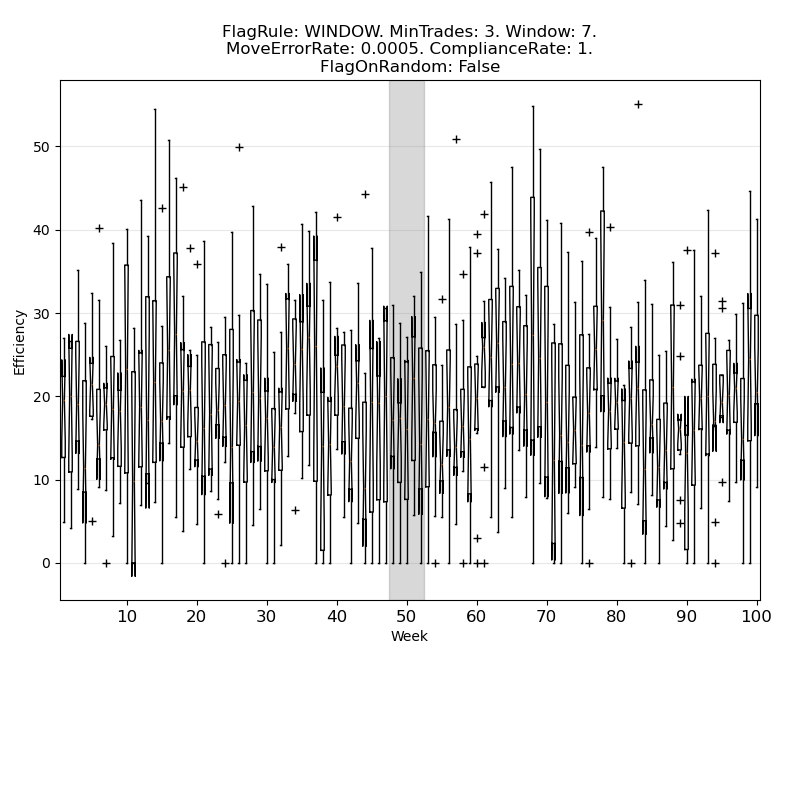 FlagRule: WINDOW. MinTrades: 3. Window: 7.
MoveErrorRate: 0.0005. ComplianceRate: 1.
FlagOnRandom: False
50
40
30
20
10
0
Efficiency
10 20 30 40 50 60 70 80 90 100
Week